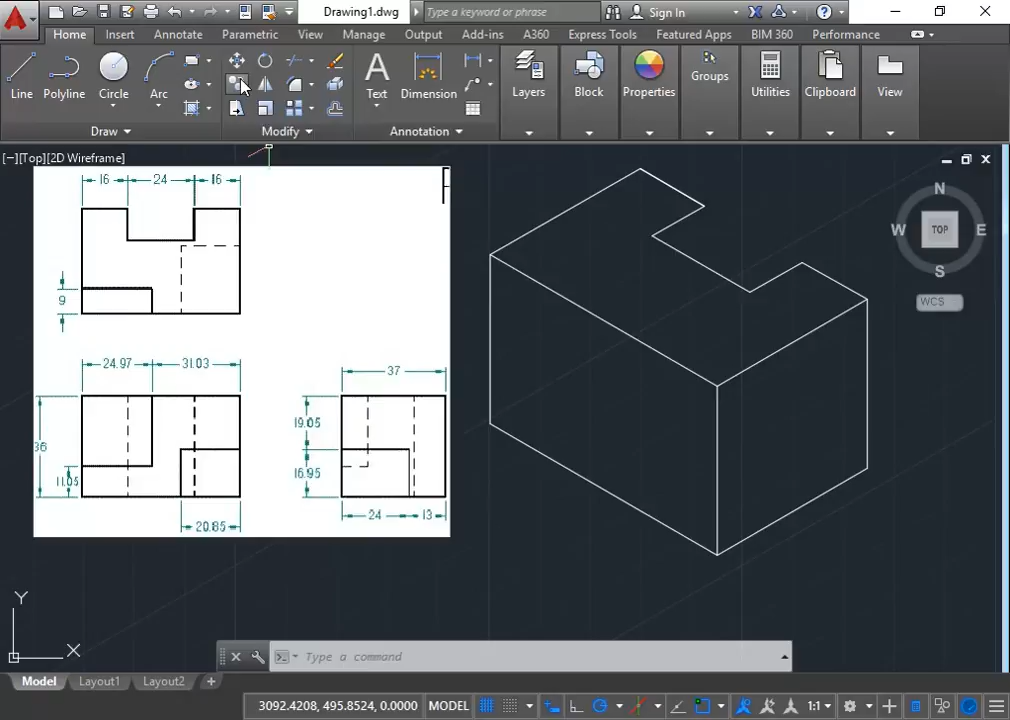 Drawing1.dwg
Type a keyword or phrase
Sign In
Home Insert Annotate Parametric View Manage Output Add-ins A360 Express Tools Featured Apps BIM 360 Performance
Line Polyline Circle Arc Text Dimension Layers Block Properties Groups Utilities Clipboard View
Draw Modify Annotation
[−][Top][2D Wireframe]
16 24 16
9
24.97 31.03
36
11.05
20.85
37
19.05
16.95
24 13
N
W TOP E
S
WCS
Y
X
Type a command
Model Layout1 Layout2 +
3092.4208, 495.8524, 0.0000 MODEL 1:1